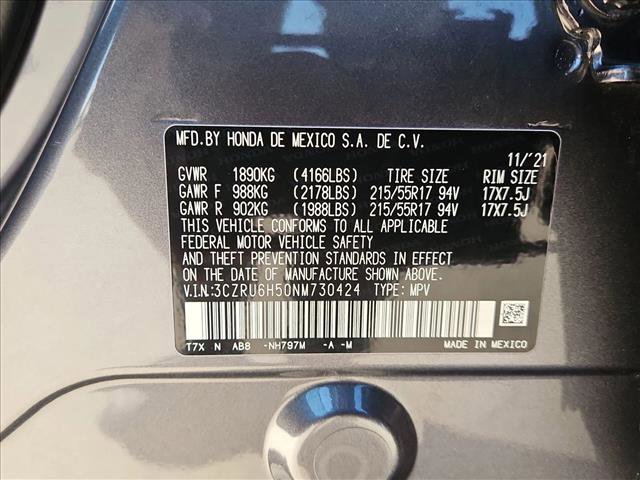 MFD.BY HONDA DE MEXICO S.A. DE C.V.
11/'21
GVWR 1890KG (4166LBS) TIRE SIZE RIM SIZE
GAWR F 988KG (2178LBS) 215/55R17 94V 17X7.5J
GAWR R 902KG (1988LBS) 215/55R17 94V 17X7.5J
THIS VEHICLE CONFORMS TO ALL APPLICABLE
FEDERAL MOTOR VEHICLE SAFETY
AND THEFT PREVENTION STANDARDS IN EFFECT
ON THE DATE OF MANUFACTURE SHOWN ABOVE.
V.I.N:3CZRU6H50NM730424 TYPE: MPV
T7X N AB8 -NH797M -A -M MADE IN MEXICO